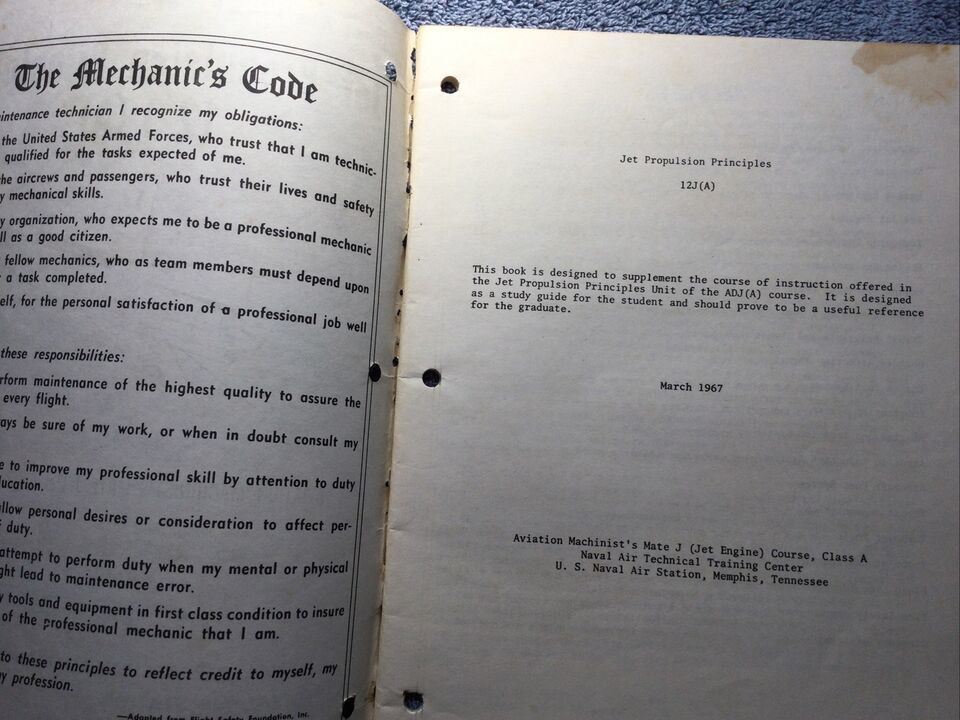 The Mechanic's Code
intenance technician I recognize my obligations:
the United States Armed Forces, who trust that I am technic-
qualified for the tasks expected of me.
he aircrews and passengers, who trust their lives and safety
y mechanical skills.
y organization, who expects me to be a professional mechanic
ll as a good citizen.
fellow mechanics, who as team members must depend upon
a task completed.
elf, for the personal satisfaction of a professional job well
these responsibilities:
rform maintenance of the highest quality to assure the
every flight.
ays be sure of my work, or when in doubt consult my
e to improve my professional skill by attention to duty
ducation.
llow personal desires or consideration to affect per-
f duty.
attempt to perform duty when my mental or physical
ght lead to maintenance error.
y tools and equipment in first class condition to insure
of the professional mechanic that I am.
to these principles to reflect credit to myself, my
y profession.
—Adapted from Flight Safety Foundation, Inc.
Jet Propulsion Principles
12J(A)
This book is designed to supplement the course of instruction offered in
the Jet Propulsion Principles Unit of the ADJ(A) course. It is designed
as a study guide for the student and should prove to be a useful reference
for the graduate.
March 1967
Aviation Machinist's Mate J (Jet Engine) Course, Class A
Naval Air Technical Training Center
U. S. Naval Air Station, Memphis, Tennessee